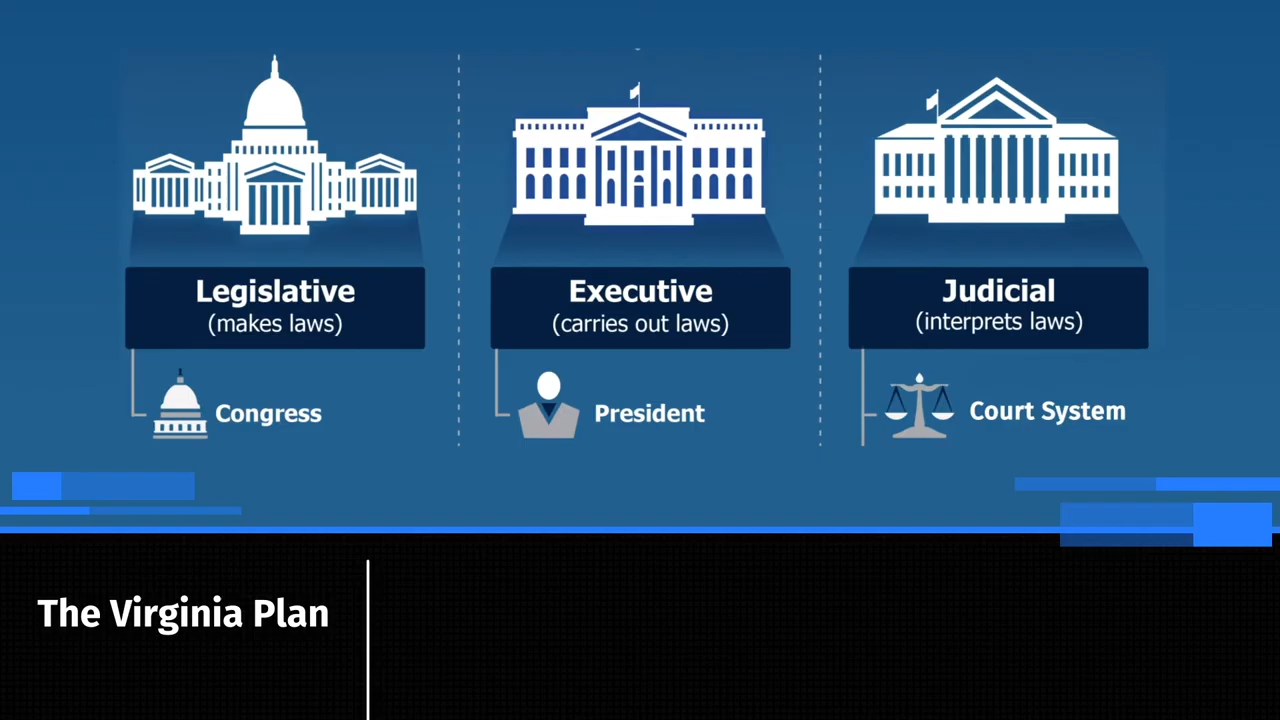 Legislative
(makes laws)
Congress
Executive
(carries out laws)
President
Judicial
(interprets laws)
Court System
The Virginia Plan